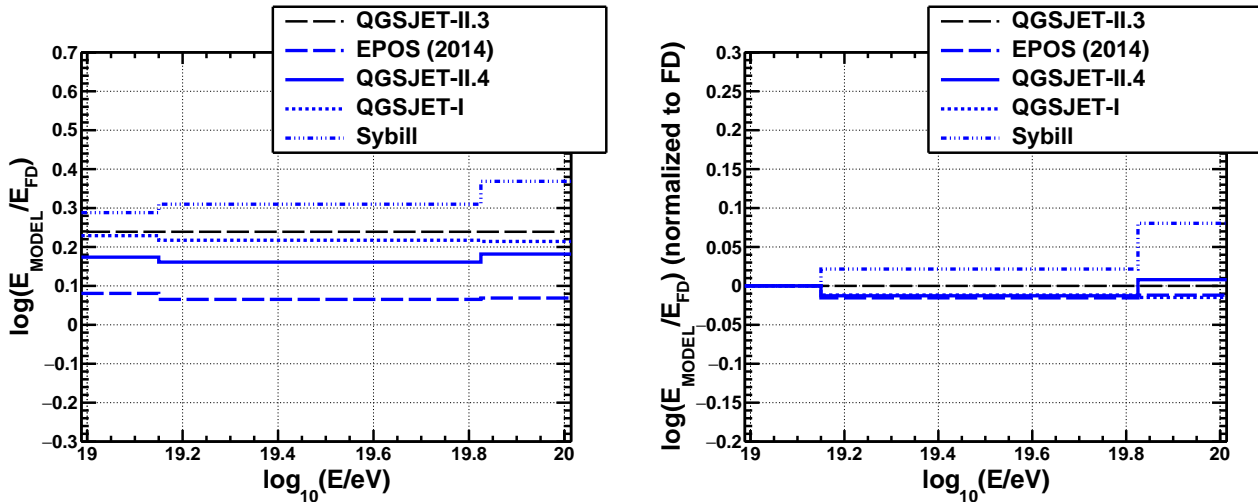 QGSJET-II.3
EPOS (2014)
QGSJET-II.4
QGSJET-I
Sybill
0.7
0.6
0.5
0.4
0.3
0.2
0.1
0
−0.1
−0.2
−0.3
log(E_MODEL/E_FD)
19 19.2 19.4 19.6 19.8 20
log10(E/eV)
QGSJET-II.3
EPOS (2014)
QGSJET-II.4
QGSJET-I
Sybill
0.3
0.25
0.2
0.15
0.1
0.05
0
−0.05
−0.1
−0.15
−0.2
log(E_MODEL/E_FD) (normalized to FD)
19 19.2 19.4 19.6 19.8 20
log10(E/eV)